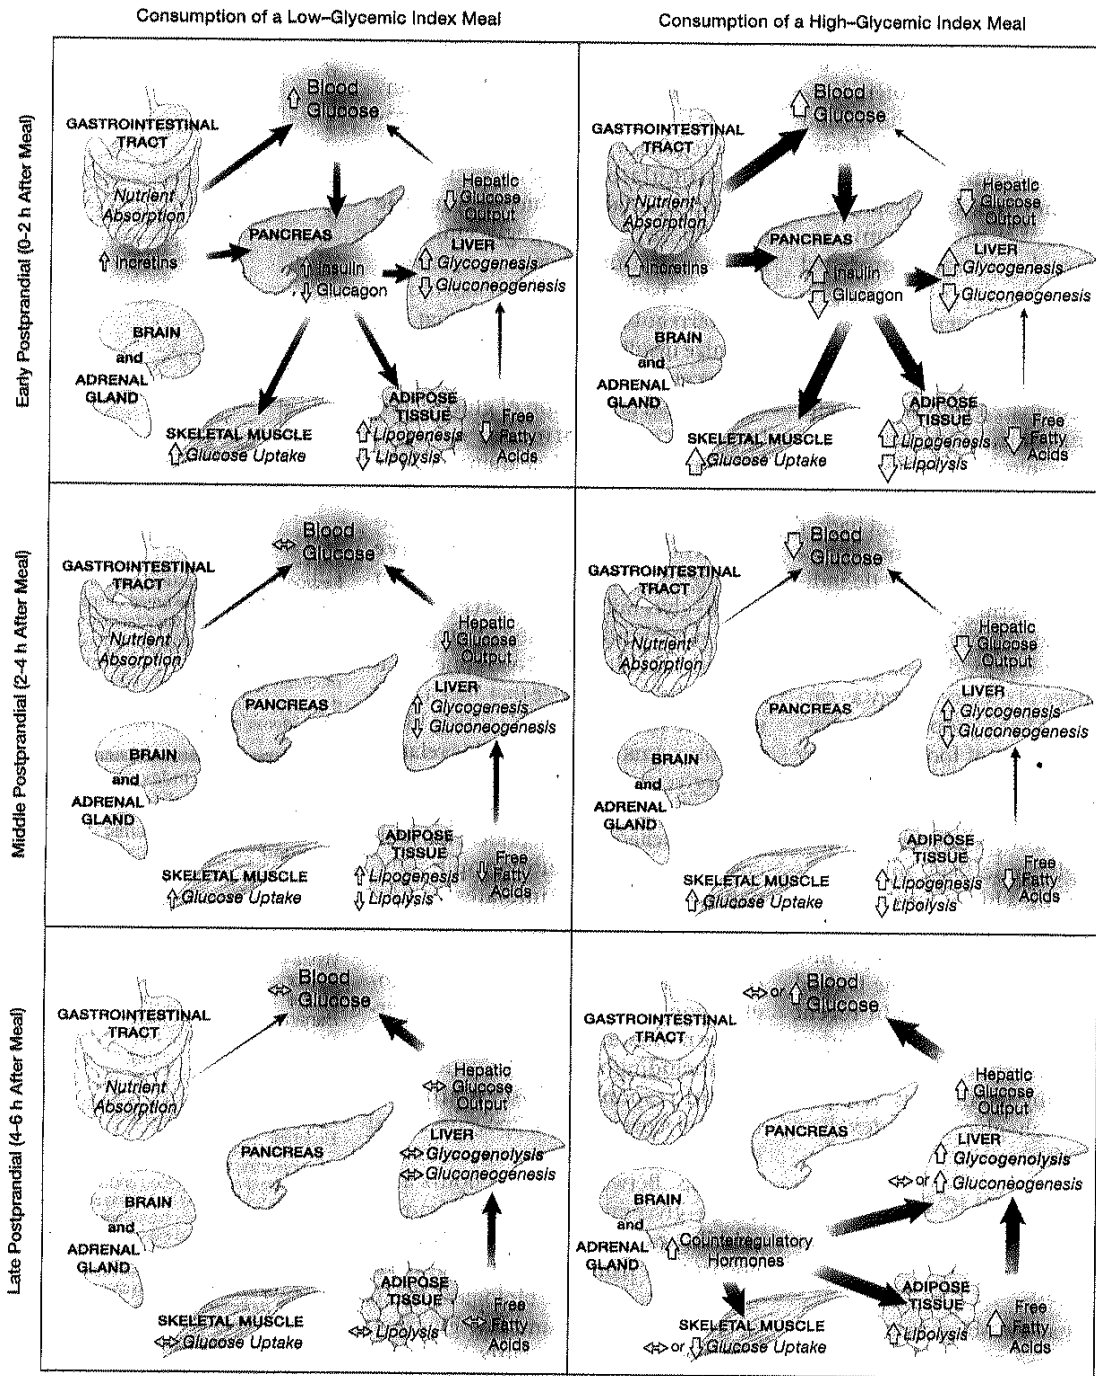 Consumption of a Low–Glycemic Index Meal
Consumption of a High–Glycemic Index Meal
Early Postprandial (0-2 h After Meal)
Blood
Glucose
GASTROINTESTINAL
TRACT
Nutrient
Absorption
Incretins
Hepatic
Glucose
Output
PANCREAS
Insulin
Glucagon
LIVER
Glycogenesis
Gluconeogenesis
BRAIN
and
ADRENAL
GLAND
SKELETAL MUSCLE
Glucose Uptake
ADIPOSE
TISSUE
Lipogenesis
Lipolysis
Free
Fatty
Acids
Blood
Glucose
GASTROINTESTINAL
TRACT
Nutrient
Absorption
Incretins
Hepatic
Glucose
Output
PANCREAS
Insulin
Glucagon
LIVER
Glycogenesis
Gluconeogenesis
BRAIN
and
ADRENAL
GLAND
SKELETAL MUSCLE
Glucose Uptake
ADIPOSE
TISSUE
Lipogenesis
Lipolysis
Free
Fatty
Acids
Middle Postprandial (2–4 h After Meal)
Blood
Glucose
GASTROINTESTINAL
TRACT
Nutrient
Absorption
Hepatic
Glucose
Output
PANCREAS
LIVER
Glycogenesis
Gluconeogenesis
BRAIN
and
ADRENAL
GLAND
SKELETAL MUSCLE
Glucose Uptake
ADIPOSE
TISSUE
Lipogenesis
Lipolysis
Free
Fatty
Acids
Blood
Glucose
GASTROINTESTINAL
TRACT
Nutrient
Absorption
Hepatic
Glucose
Output
PANCREAS
LIVER
Glycogenesis
Gluconeogenesis
BRAIN
and
ADRENAL
GLAND
SKELETAL MUSCLE
Glucose Uptake
ADIPOSE
TISSUE
Lipogenesis
Lipolysis
Free
Fatty
Acids
Late Postprandial (4–6 h After Meal)
Blood
Glucose
GASTROINTESTINAL
TRACT
Nutrient
Absorption
Hepatic
Glucose
Output
PANCREAS
LIVER
Glycogenolysis
Gluconeogenesis
BRAIN
and
ADRENAL
GLAND
SKELETAL MUSCLE
Glucose Uptake
ADIPOSE
TISSUE
Lipolysis
Free
Fatty
Acids
or Blood
Glucose
GASTROINTESTINAL
TRACT
Hepatic
Glucose
Output
PANCREAS
LIVER
Glycogenolysis
or Gluconeogenesis
BRAIN
and
ADRENAL
GLAND
Counterregulatory
Hormones
SKELETAL MUSCLE
or Glucose Uptake
ADIPOSE
TISSUE
Lipolysis
Free
Fatty
Acids